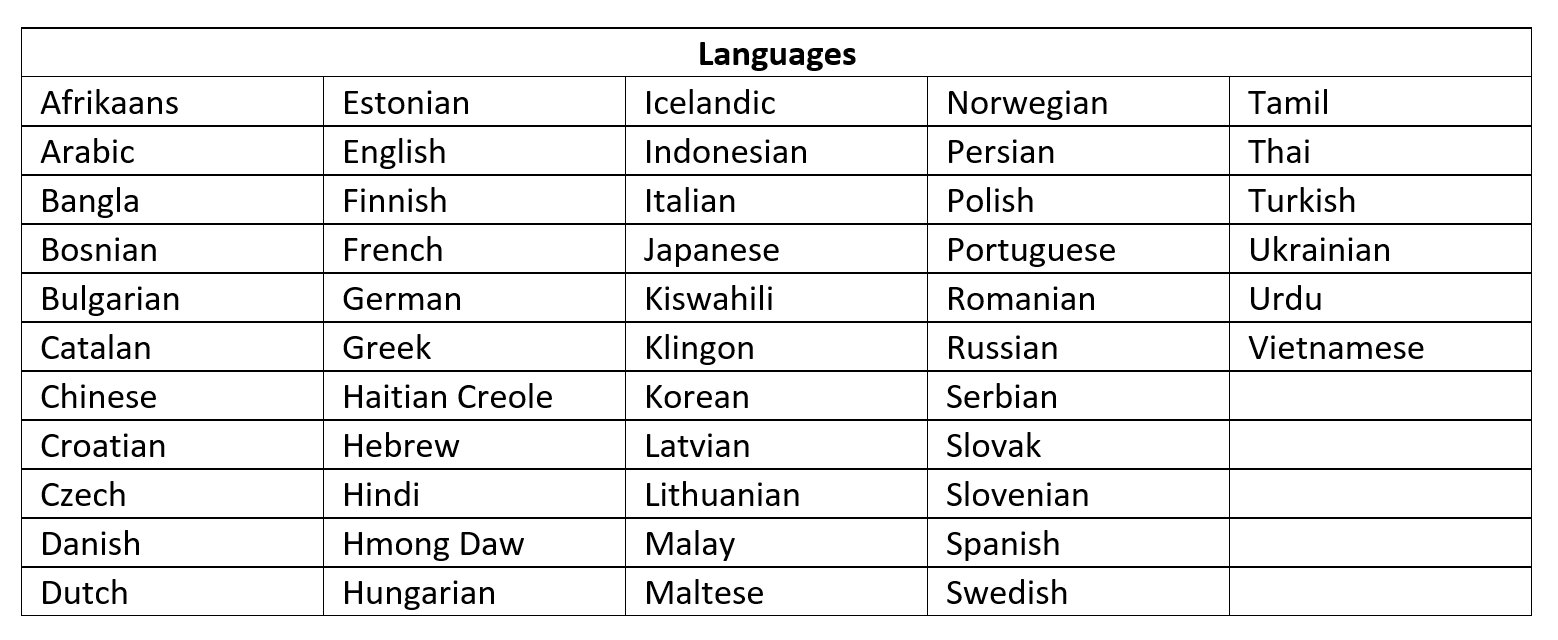 Languages
Afrikaans Estonian Icelandic Norwegian Tamil
Arabic English Indonesian Persian Thai
Bangla Finnish Italian Polish Turkish
Bosnian French Japanese Portuguese Ukrainian
Bulgarian German Kiswahili Romanian Urdu
Catalan Greek Klingon Russian Vietnamese
Chinese Haitian Creole Korean Serbian
Croatian Hebrew Latvian Slovak
Czech Hindi Lithuanian Slovenian
Danish Hmong Daw Malay Spanish
Dutch Hungarian Maltese Swedish